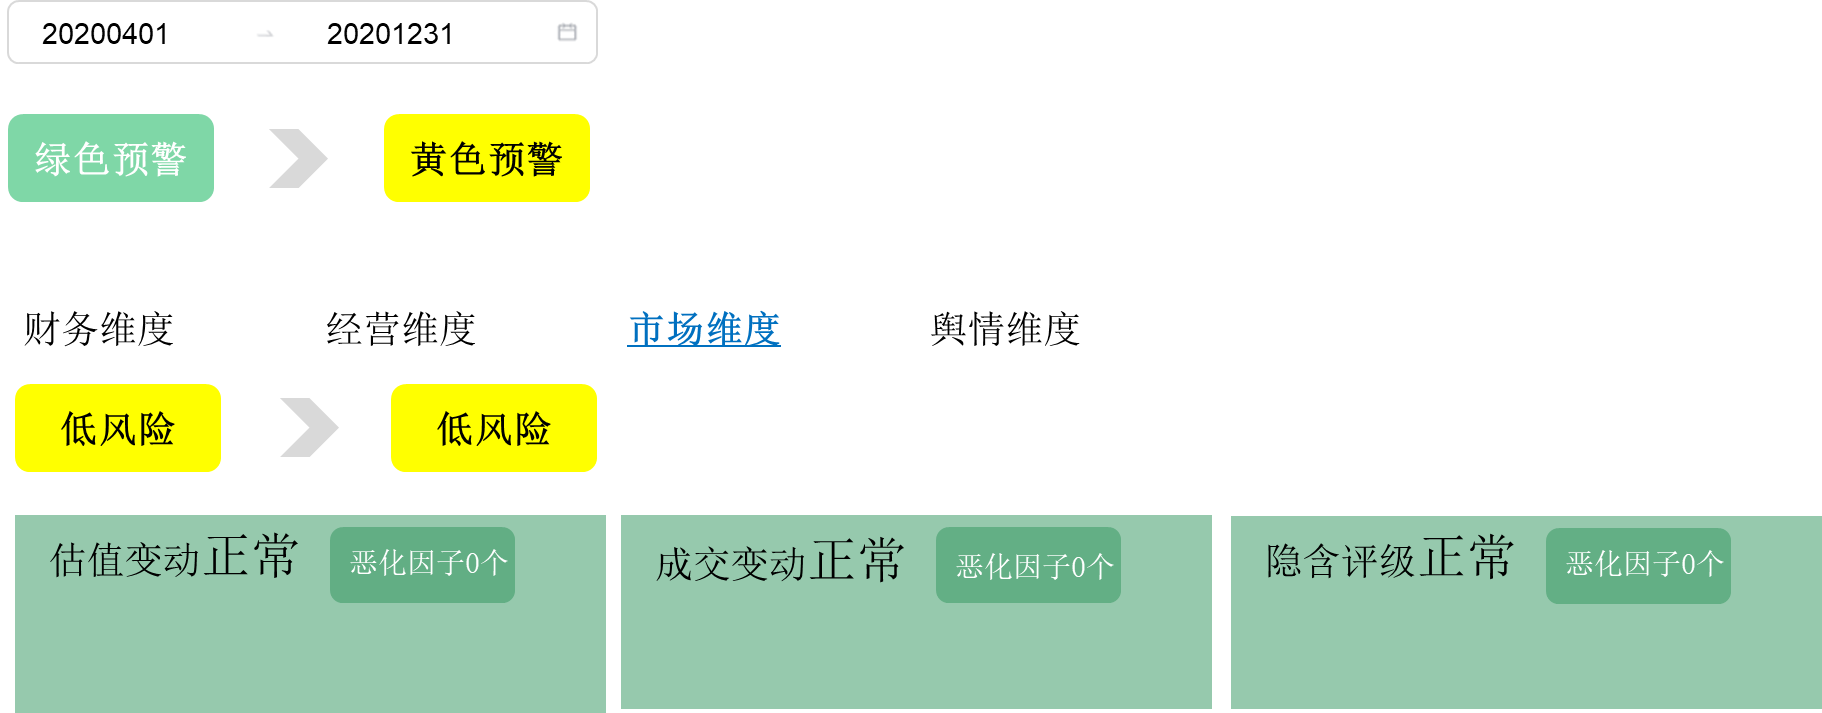 20200401 → 20201231
绿色预警 黄色预警
财务维度 经营维度 市场维度 舆情维度
低风险 低风险
估值变动正常 恶化因子0个 成交变动正常 恶化因子0个 隐含评级正常 恶化因子0个